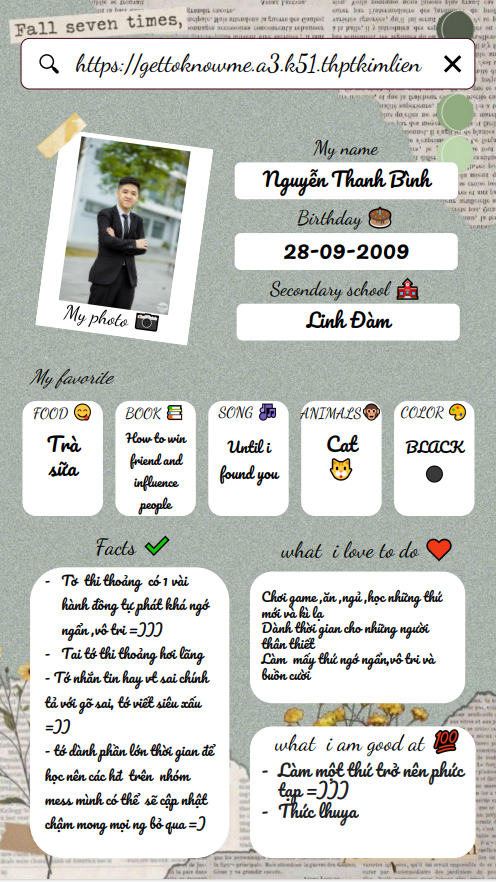 Fall seven times,
https://gettoknowme.a3.k51.thptkimlien
My name
Nguyễn Thanh Bình
Birthday
28-09-2009
Secondary school
Linh Đàm
My photo
My favorite
FOOD
Trà
sữa
BOOK
How to win
friend and
influence
people
SONG
Until i
found you
ANIMALS
Cat
COLOR
BLACK
Facts
- Tớ thi thoảng có 1 vài
hành đồng tự phát khá ngớ
ngẩn ,vô tri =)))
- Tai tớ thi thoảng hơi lãng
- Tớ nhắn tin hay vt sai chính
tả với gõ sai, tớ viết siêu xấu
=))
- tớ dành phần lớn thời gian để
học nên các hđ trên nhóm
mess mình có thể sẽ cập nhật
chậm mong mọi ng bỏ qua =)
what i love to do
Chơi game ,ăn ,ngủ ,học những thứ
mới và kì lạ
Dành thời gian cho những người
thân thiết
Làm mấy thứ ngớ ngẩn,vô tri và
buồn cười
what i am good at
- Làm một thứ trở nên phức
tạp =)))
- Thức lhuya